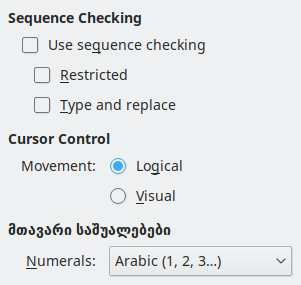 Sequence Checking
Use sequence checking
Restricted
Type and replace
Cursor Control
Movement: Logical
Visual
მთავარი საშუალებები
Numerals: Arabic (1, 2, 3...)